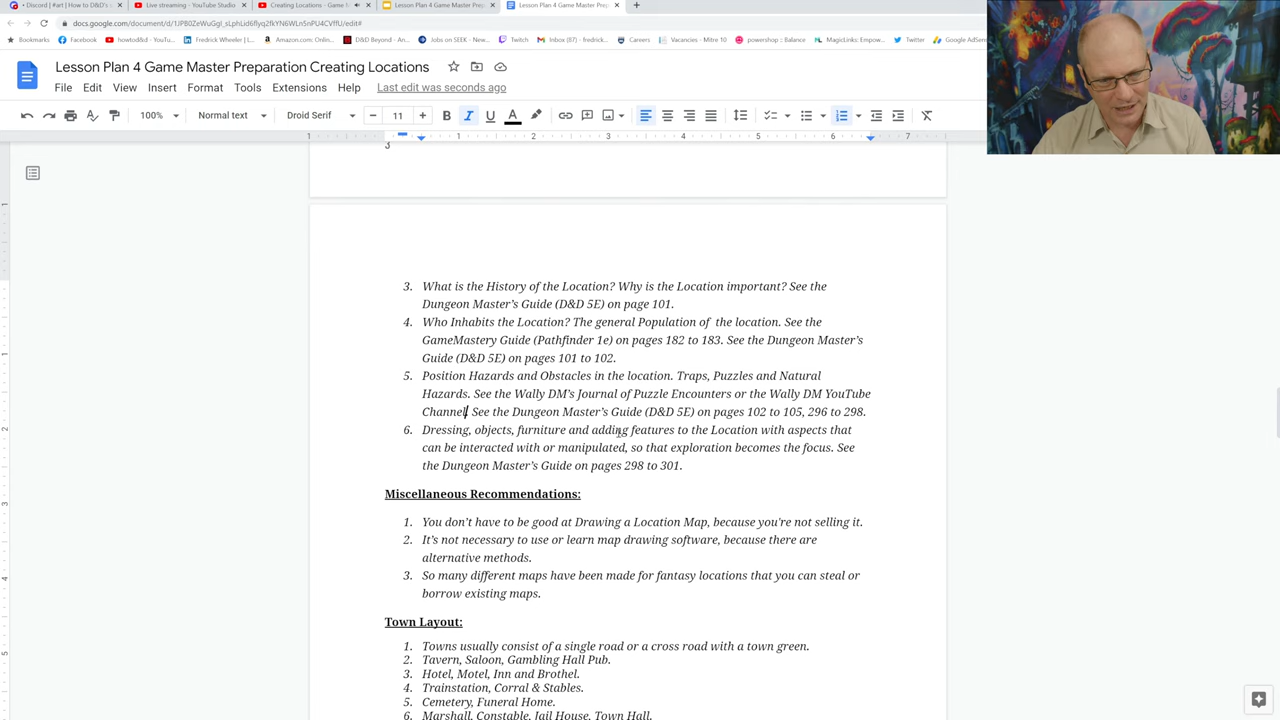 • Discord | Part | How to D&D's
Live streaming - YouTube Studio
Creating Locations - Game M
Lesson Plan 4 Game Master Prep
Lesson Plan 4 Game Master Prep
docs.google.com/document/d/1JPB0ZeWuGgI_sLphLid6flyq2fkYN6WLn5nPU4CVffU/edit#
Bookmarks
Facebook
howtod&d - YouTu...
Fredrick Wheeler | L...
Amazon.com: Onlin...
D&D Beyond
Jobs on SEEK - New...
Twitch
Inbox (87) - fredrick...
Careers
Vacancies - Mitre 10
powershop :: Balance
MagicLinks: Empow...
Twitter
Google AdSen
Lesson Plan 4 Game Master Preparation Creating Locations
File Edit View Insert Format Tools Extensions Help Last edit was seconds ago
100% Normal text Droid Serif 11
3
3. What is the History of the Location? Why is the Location important? See the
Dungeon Master's Guide (D&D 5E) on page 101.
4. Who Inhabits the Location? The general Population of the location. See the
GameMastery Guide (Pathfinder 1e) on pages 182 to 183. See the Dungeon Master's
Guide (D&D 5E) on pages 101 to 102.
5. Position Hazards and Obstacles in the location. Traps, Puzzles and Natural
Hazards. See the Wally DM's Journal of Puzzle Encounters or the Wally DM YouTube
Channel. See the Dungeon Master's Guide (D&D 5E) on pages 102 to 105, 296 to 298.
6. Dressing, objects, furniture and adding features to the Location with aspects that
can be interacted with or manipulated, so that exploration becomes the focus. See
the Dungeon Master's Guide on pages 298 to 301.
Miscellaneous Recommendations:
1. You don't have to be good at Drawing a Location Map, because you're not selling it.
2. It's not necessary to use or learn map drawing software, because there are
alternative methods.
3. So many different maps have been made for fantasy locations that you can steal or
borrow existing maps.
Town Layout:
1. Towns usually consist of a single road or a cross road with a town green.
2. Tavern, Saloon, Gambling Hall Pub.
3. Hotel, Motel, Inn and Brothel.
4. Trainstation, Corral & Stables.
5. Cemetery, Funeral Home.
6. Marshall, Constable, Jail House, Town Hall.